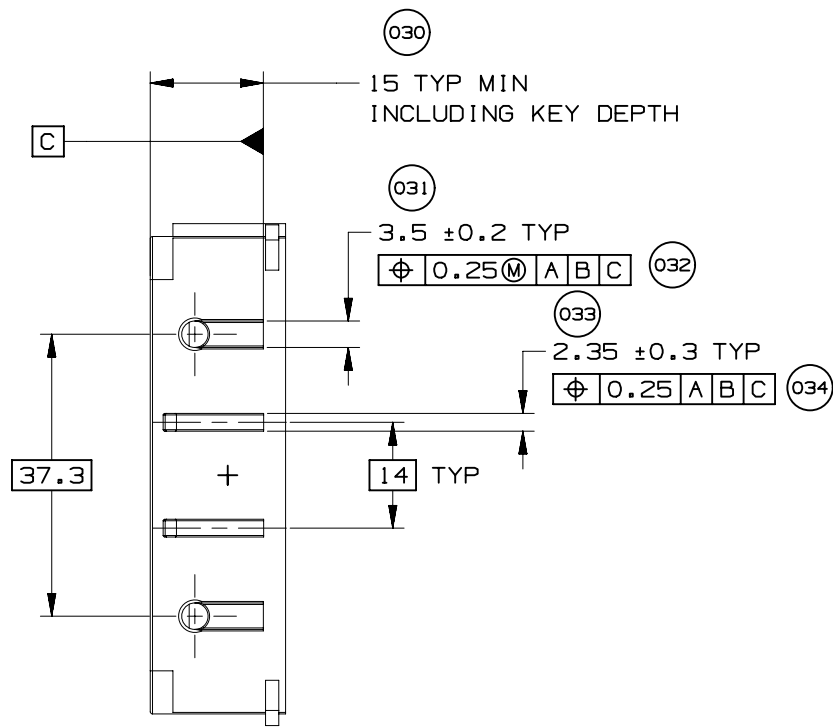 030
15 TYP MIN
INCLUDING KEY DEPTH
C
031
3.5 ±0.2 TYP
⌖ 0.25 Ⓜ A B C 032
033
2.35 ±0.3 TYP
⌖ 0.25 A B C 034
37.3
14 TYP